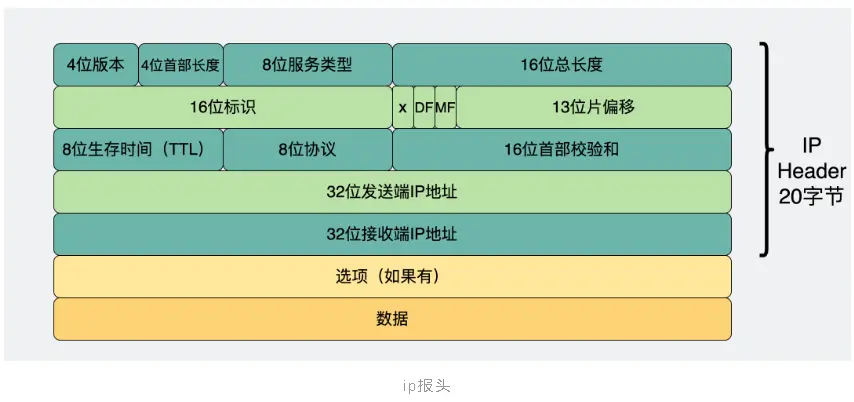 4位版本
4位首部长度
8位服务类型
16位总长度
16位标识
x
DF
MF
13位片偏移
8位生存时间（TTL）
8位协议
16位首部校验和
32位发送端IP地址
32位接收端IP地址
选项（如果有）
数据
IP
Header
20字节
ip报头